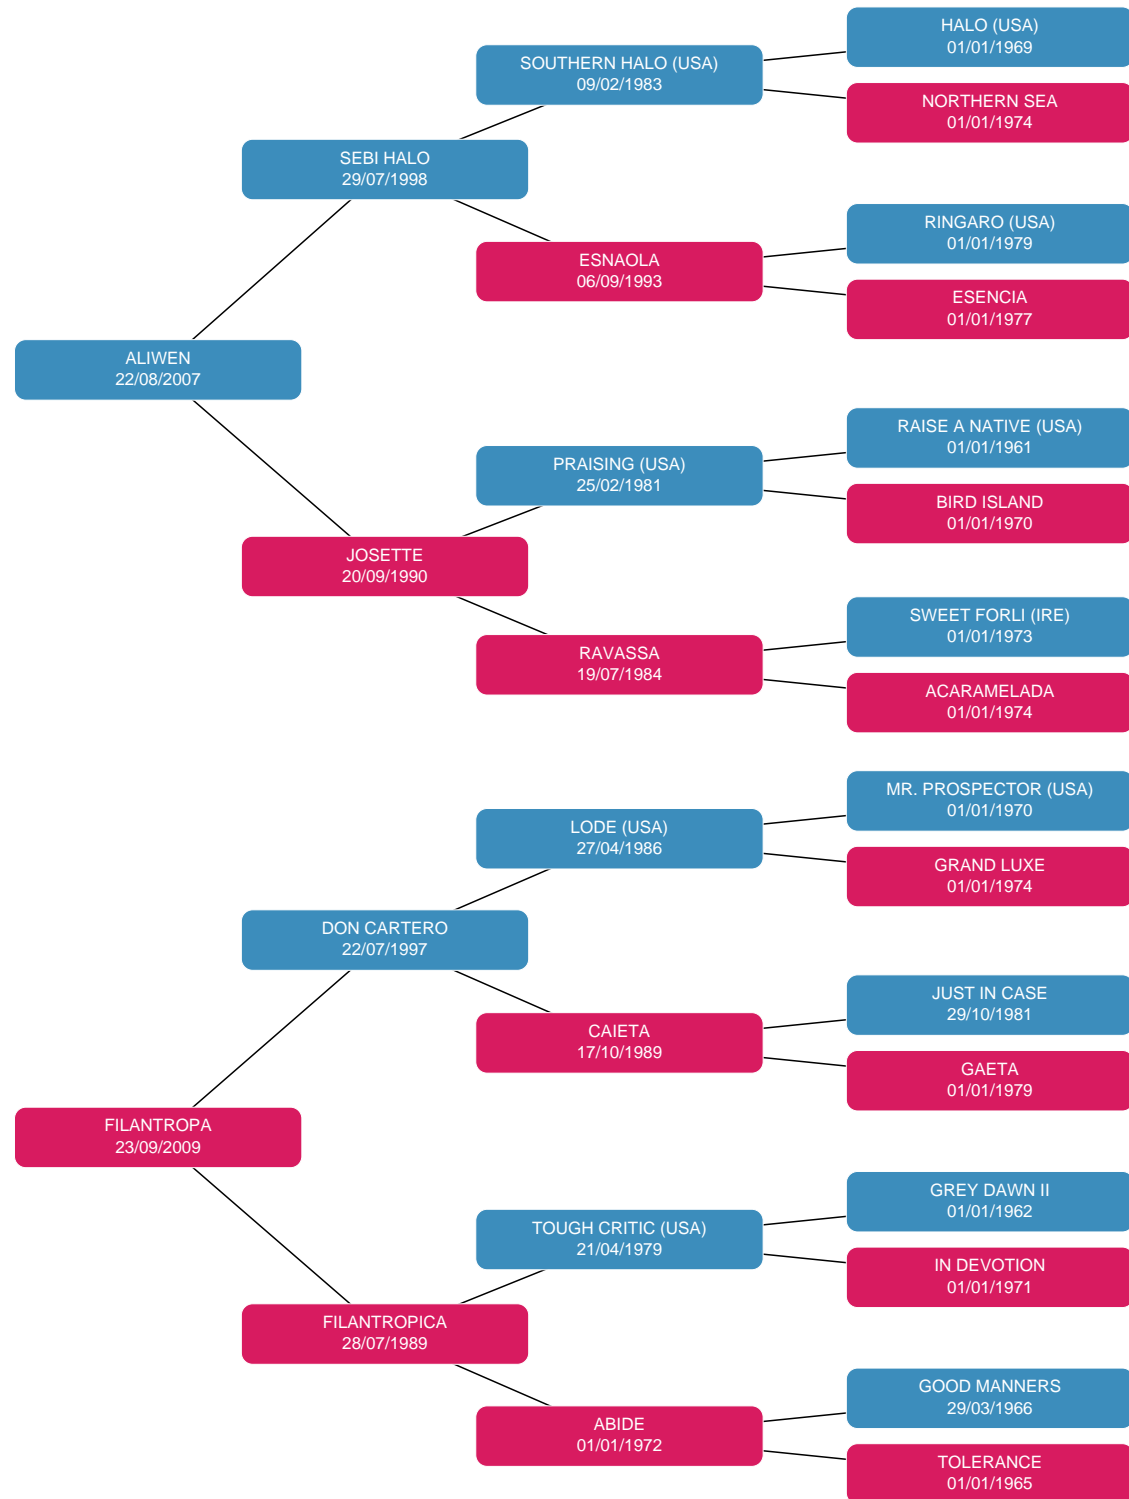 HALO (USA)
01/01/1969
SOUTHERN HALO (USA)
09/02/1983
NORTHERN SEA
01/01/1974
SEBI HALO
29/07/1998
RINGARO (USA)
01/01/1979
ESNAOLA
06/09/1993
ESENCIA
01/01/1977
ALIWEN
22/08/2007
RAISE A NATIVE (USA)
01/01/1961
PRAISING (USA)
25/02/1981
BIRD ISLAND
01/01/1970
JOSETTE
20/09/1990
SWEET FORLI (IRE)
01/01/1973
RAVASSA
19/07/1984
ACARAMELADA
01/01/1974
MR. PROSPECTOR (USA)
01/01/1970
LODE (USA)
27/04/1986
GRAND LUXE
01/01/1974
DON CARTERO
22/07/1997
JUST IN CASE
29/10/1981
CAIETA
17/10/1989
GAETA
01/01/1979
FILANTROPA
23/09/2009
GREY DAWN II
01/01/1962
TOUGH CRITIC (USA)
21/04/1979
IN DEVOTION
01/01/1971
FILANTROPICA
28/07/1989
GOOD MANNERS
29/03/1966
ABIDE
01/01/1972
TOLERANCE
01/01/1965